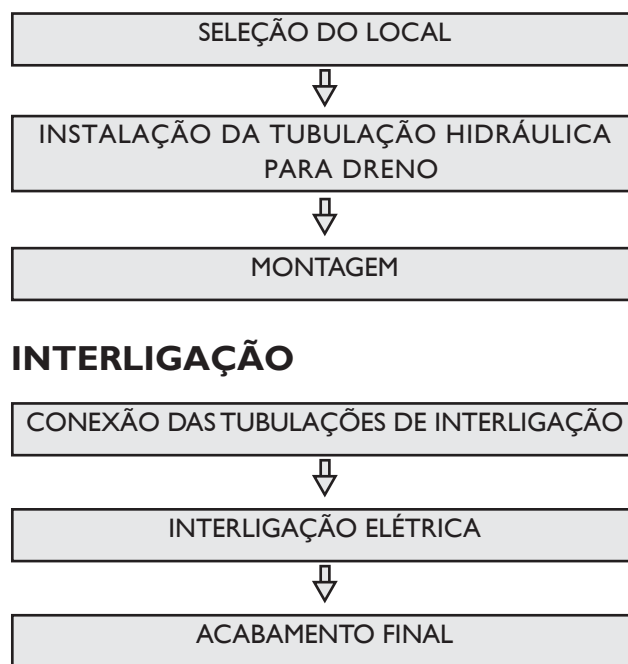 SELEÇÃO DO LOCAL
INSTALAÇÃO DA TUBULAÇÃO HIDRÁULICA
PARA DRENO
MONTAGEM
INTERLIGAÇÃO
CONEXÃO DAS TUBULAÇÕES DE INTERLIGAÇÃO
INTERLIGAÇÃO ELÉTRICA
ACABAMENTO FINAL